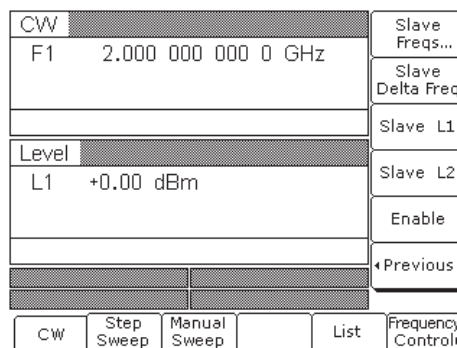 CW
F1 2.000 000 000 0 GHz
Level
L1 +0.00 dBm
Slave
Freqs...
Slave
Delta Freq
Slave L1
Slave L2
Enable
Previous
CW
Step
Sweep
Manual
Sweep
List
Frequency
Control